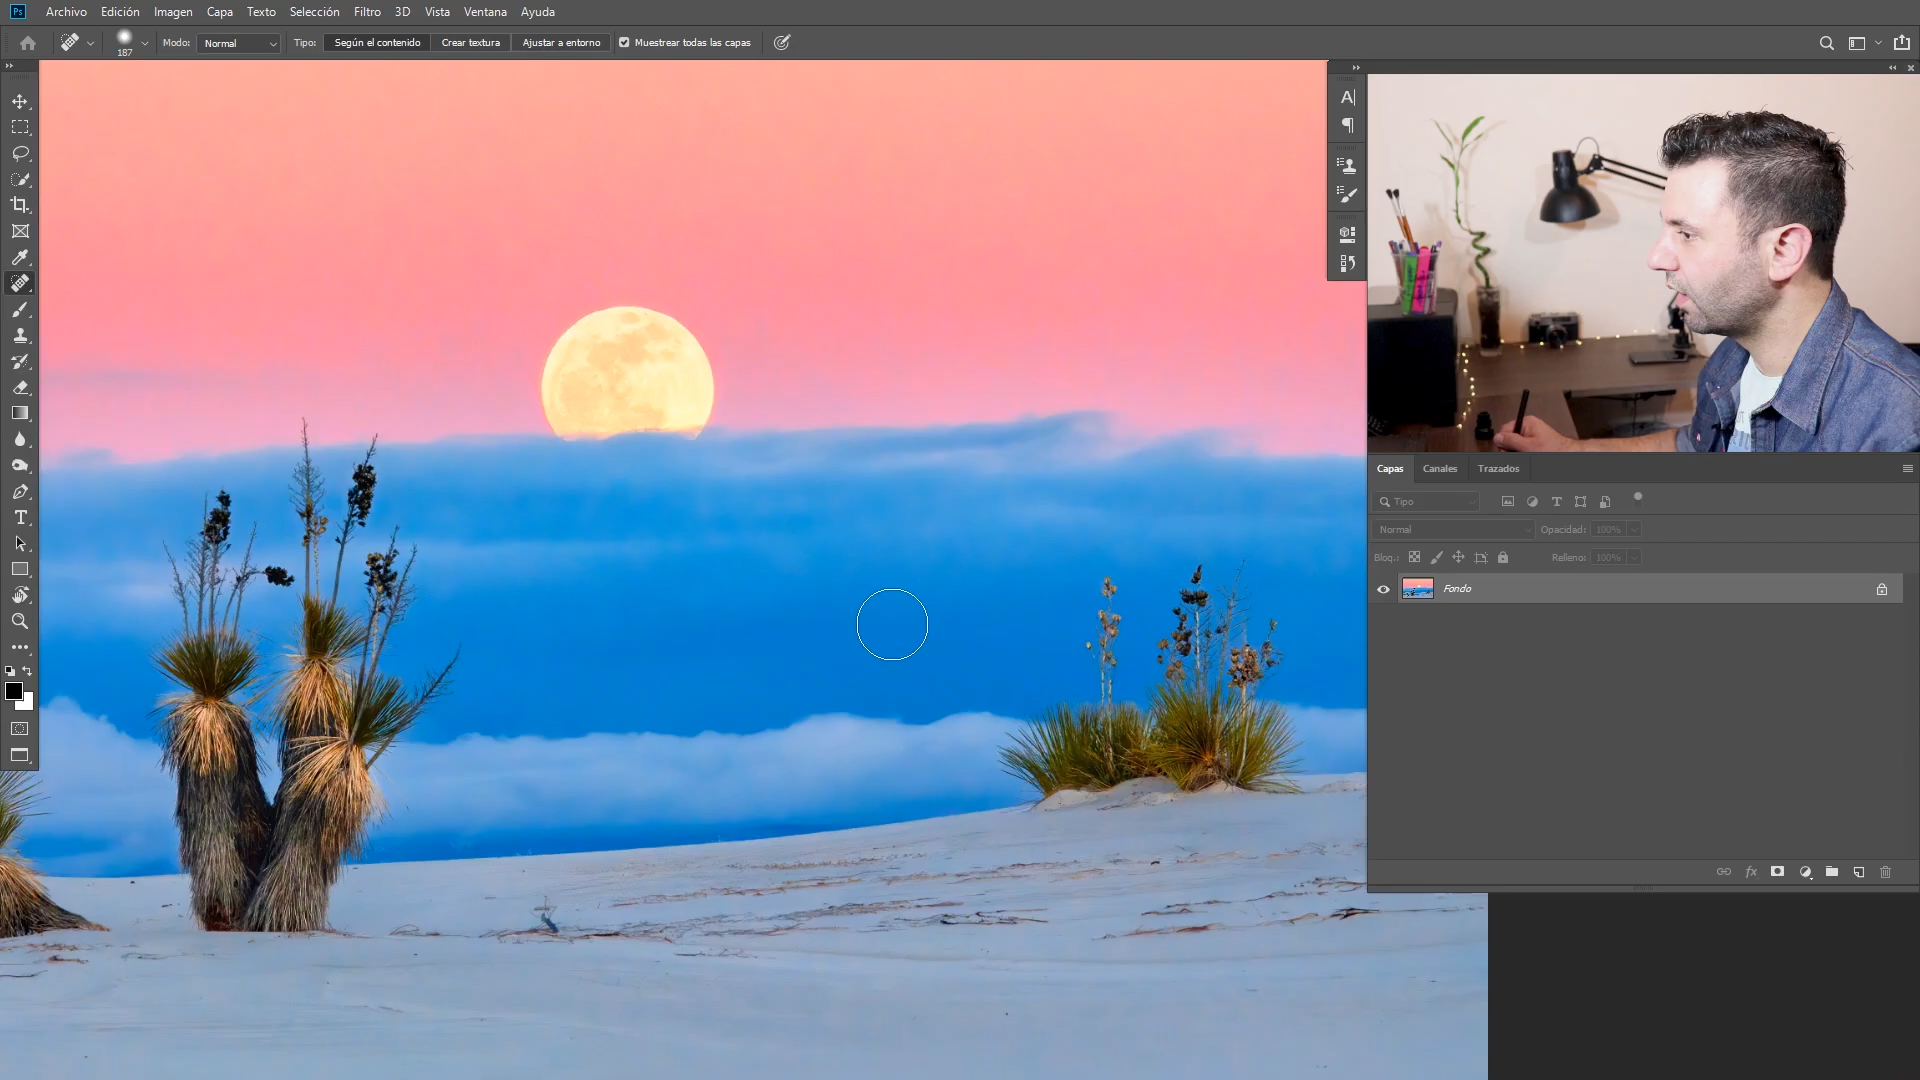 Ps Archivo Edición Imagen Capa Texto Selección Filtro 3D Vista Ventana Ayuda
187 Modo: Normal Tipo: Según el contenido Crear textura Ajustar a entorno Muestrear todas las capas
Capas Canales Trazados
Tipo
Normal Opacidad: 100%
Bloq.: Relleno: 100%
Fondo
fx